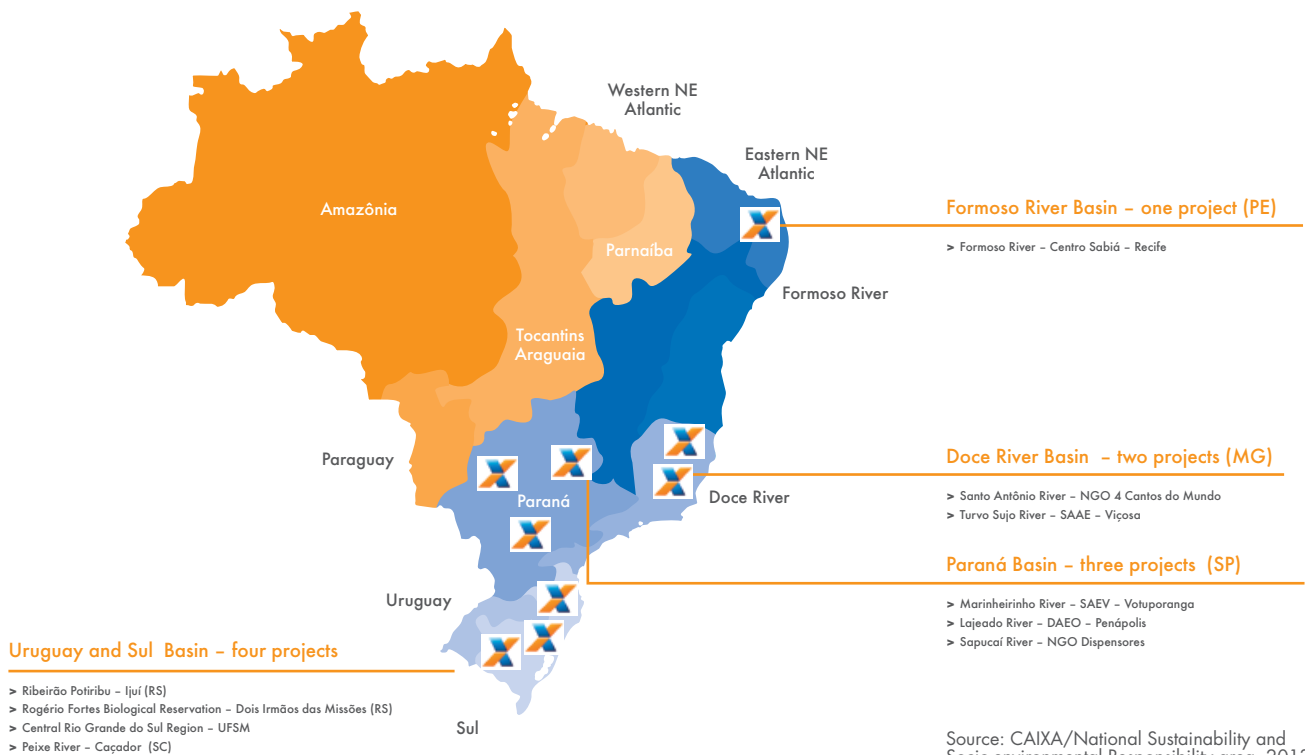 Western NE
Atlantic
Eastern NE
Atlantic
Amazônia
Parnaíba
Formoso River
Tocantins
Araguaia
Paraguay
Paraná
Doce River
Uruguay
Sul
Formoso River Basin – one project (PE)
> Formoso River – Centro Sabiá – Recife
Doce River Basin – two projects (MG)
> Santo Antônio River – NGO 4 Cantos do Mundo
> Turvo Sujo River – SAAE – Viçosa
Paraná Basin – three projects (SP)
> Marinheirinho River – SAEV – Votuporanga
> Lajeado River – DAEO – Penápolis
> Sapucaí River – NGO Dispensores
Uruguay and Sul Basin – four projects
> Ribeirão Potiribu – Ijuí (RS)
> Rogério Fortes Biological Reservation – Dois Irmãos das Missões (RS)
> Central Rio Grande do Sul Region – UFSM
> Peixe River – Caçador (SC)
Source: CAIXA/National Sustainability and
Socio-environmental Responsibility area,